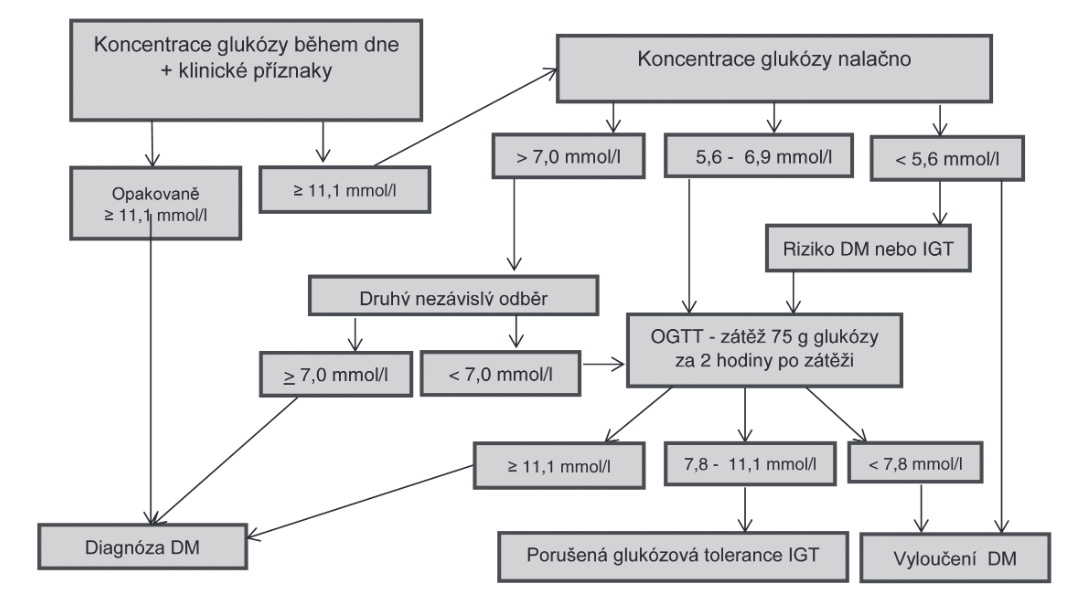 Koncentrace glukózy během dne
+ klinické příznaky
Koncentrace glukózy nalačno
> 7,0 mmol/l
5,6 - 6,9 mmol/l
< 5,6 mmol/l
Opakovaně
≥ 11,1 mmol/l
≥ 11,1 mmol/l
Riziko DM nebo IGT
Druhý nezávislý odběr
OGTT - zátěž 75 g glukózy
za 2 hodiny po zátěži
≥ 7,0 mmol/l
< 7,0 mmol/l
≥ 11,1 mmol/l
7,8 - 11,1 mmol/l
< 7,8 mmol/l
Diagnóza DM
Porušená glukózová tolerance IGT
Vyloučení DM